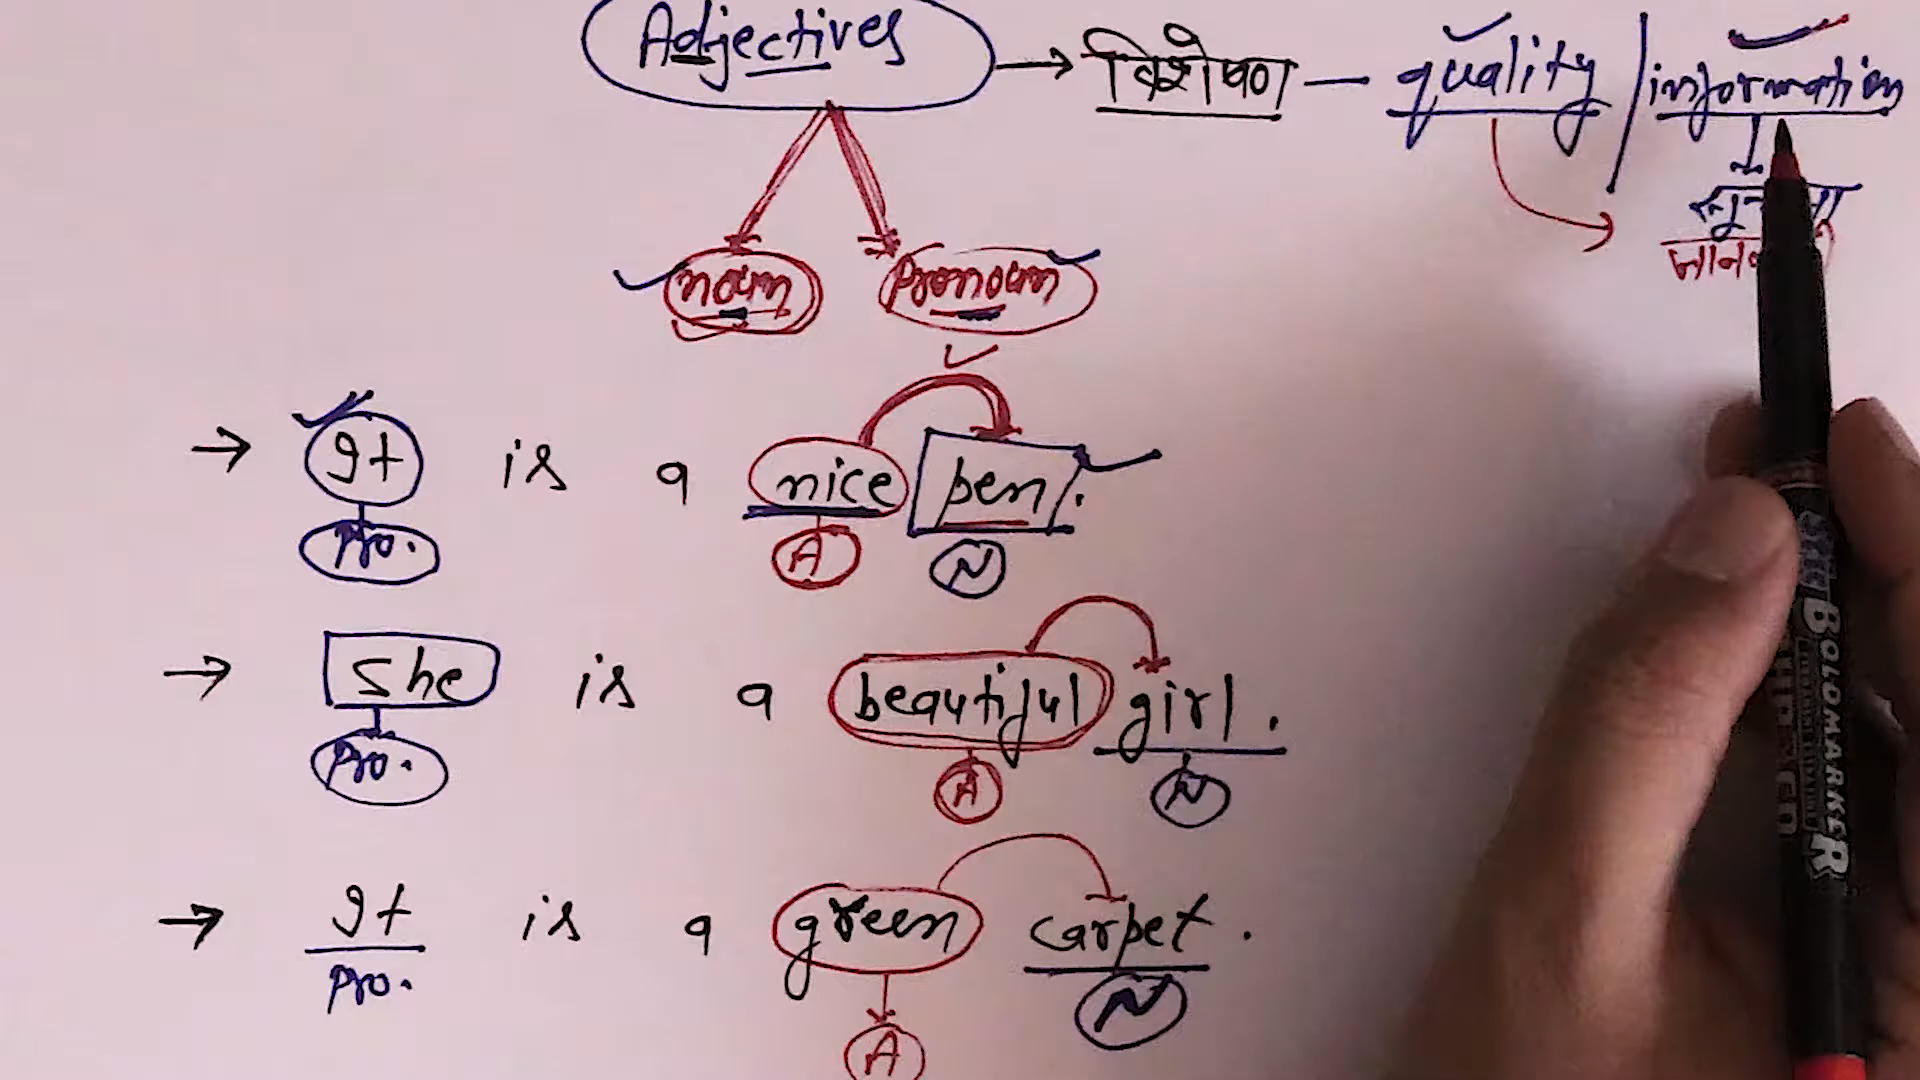 Adjectives → विशेषण — quality / information
noun pronoun
→ It is a nice pen.
Pro. A N
→ She is a beautiful girl.
Pro. A N
→ It is a green carpet.
Pro. N
A
BOLOMARKER